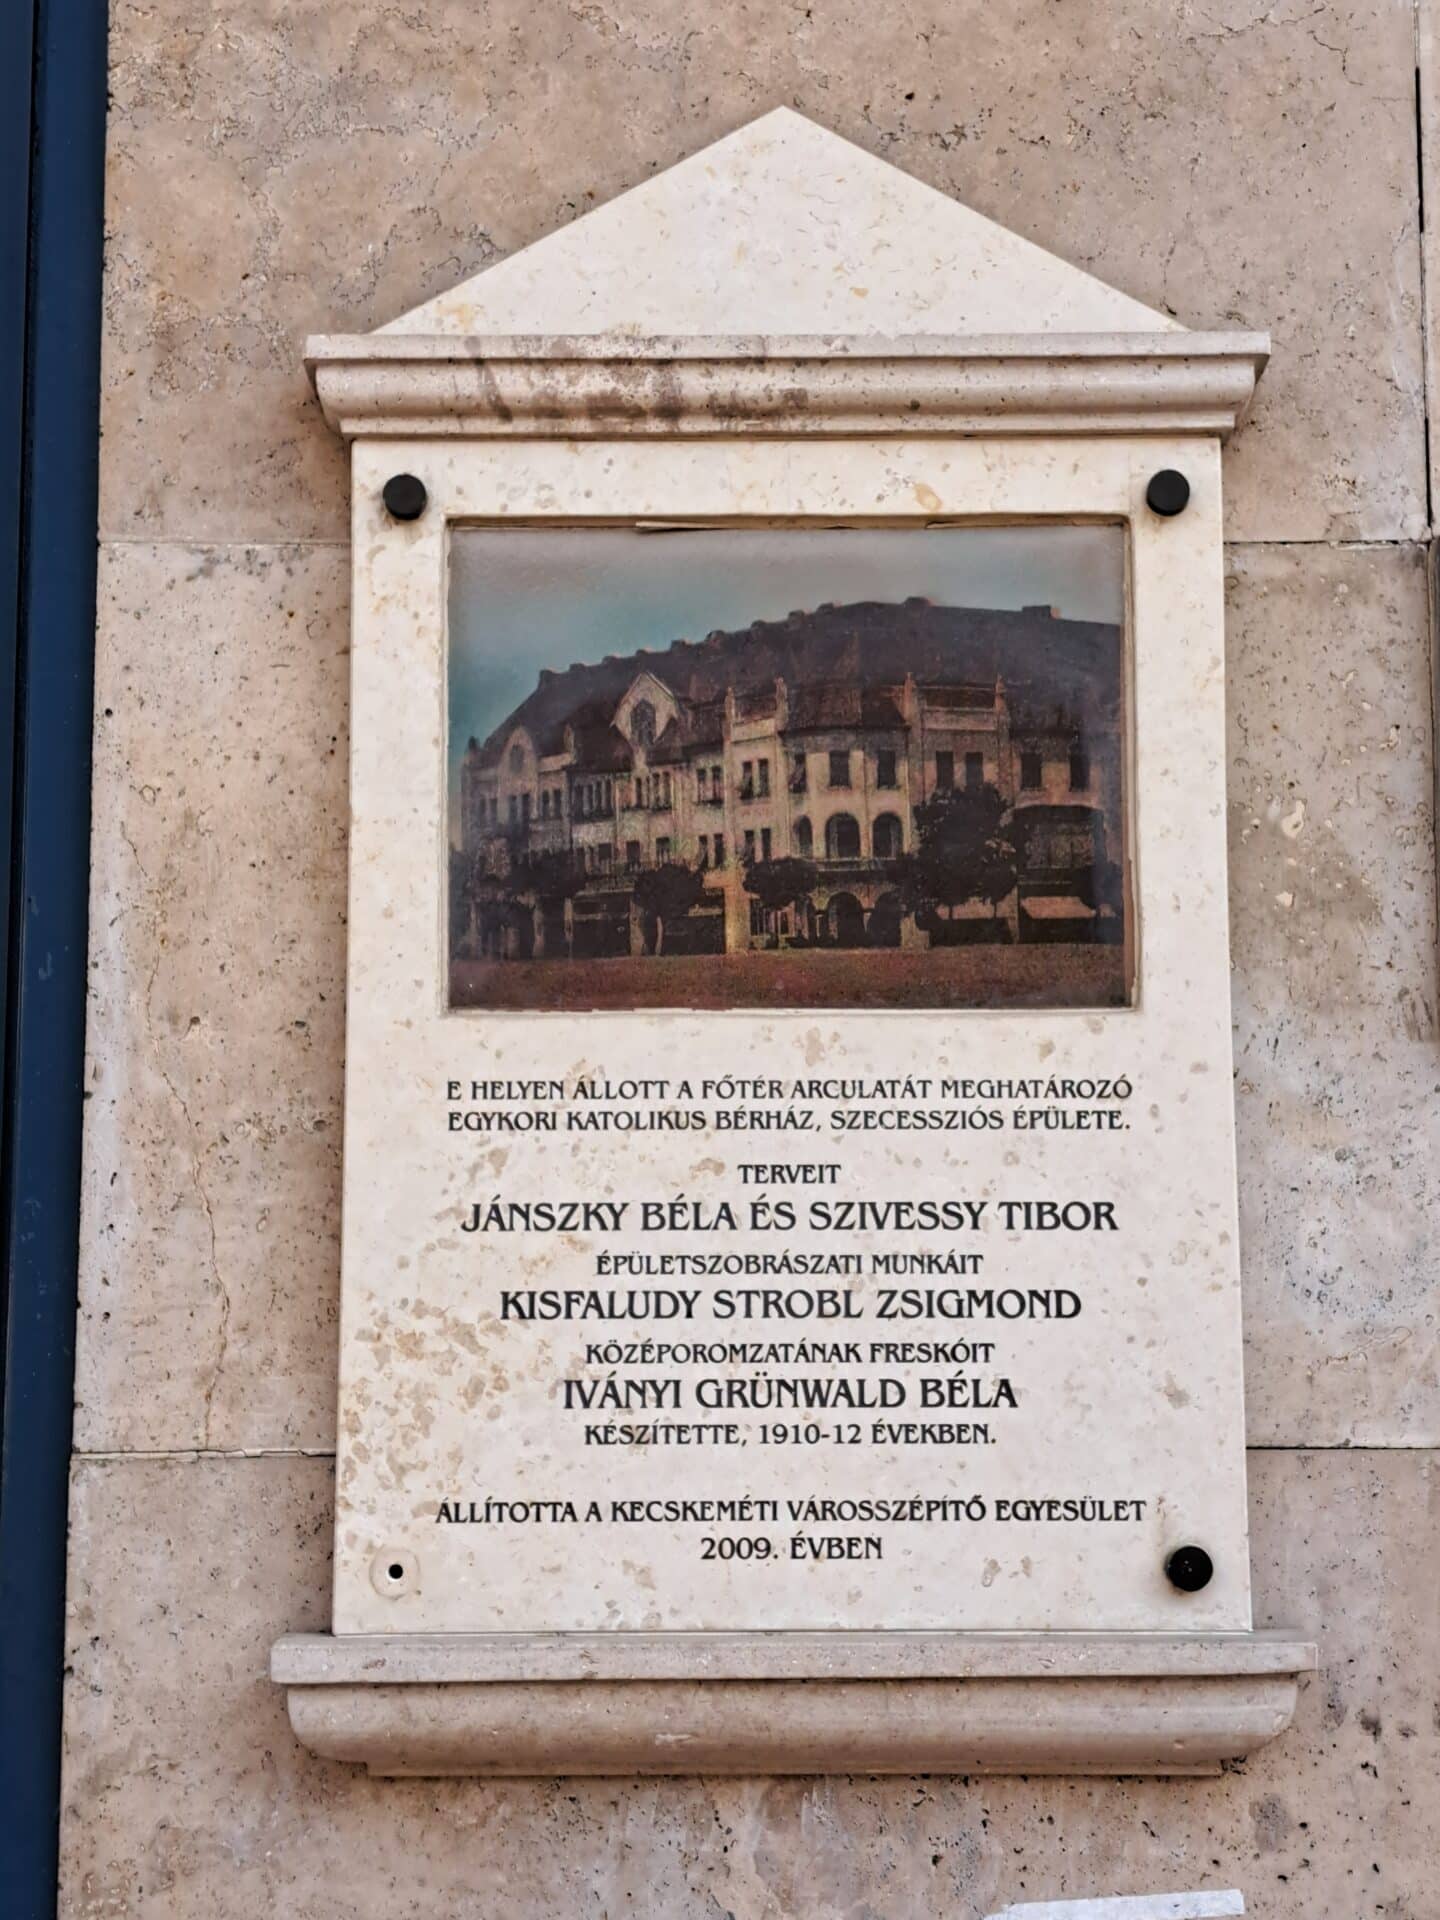 E HELYEN ÁLLOTT A FŐTÉR ARCULATÁT MEGHATÁROZÓ
EGYKORI KATOLIKUS BÉRHÁZ, SZECESSZIÓS ÉPÜLETE.
TERVEIT
JÁNSZKY BÉLA ÉS SZIVESSY TIBOR
ÉPÜLETSZOBRÁSZATI MUNKÁIT
KISFALUDY STROBL ZSIGMOND
KÖZÉPOROMZATÁNAK FRESKÓIT
IVÁNYI GRÜNWALD BÉLA
KÉSZÍTETTE, 1910-12 ÉVEKBEN.
ÁLLÍTOTTA A KECSKEMÉTI VÁROSSZÉPÍTŐ EGYESÜLET
2009. ÉVBEN